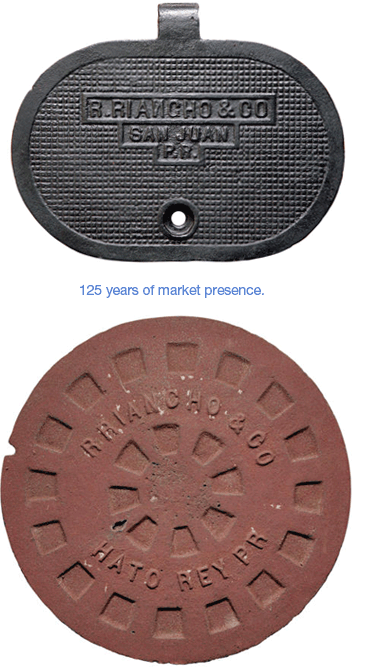 R. RIANCHO & CO
SAN JUAN
P.R.
125 years of market presence.
R RIANCHO & CO
HATO REY PR